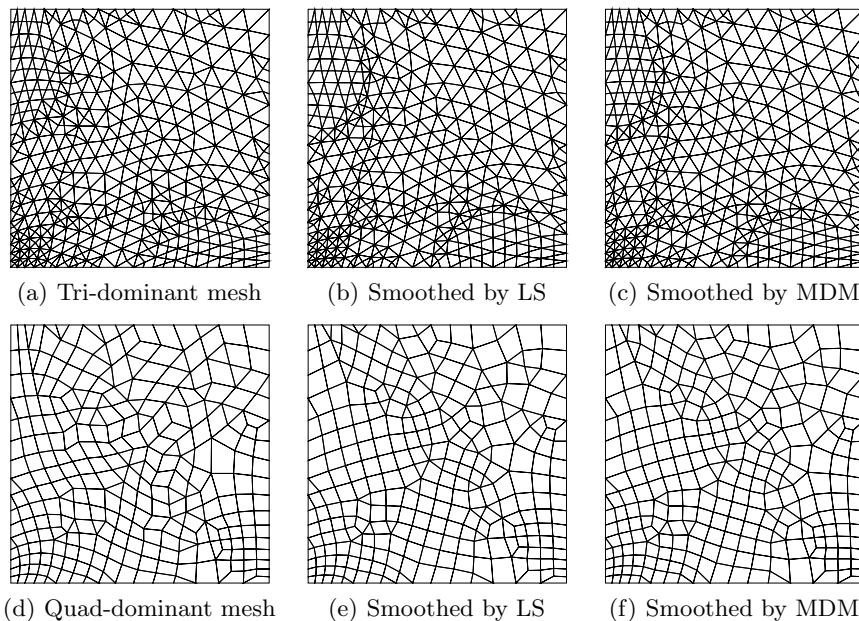 (a) Tri-dominant mesh
(b) Smoothed by LS
(c) Smoothed by MDM
(d) Quad-dominant mesh
(e) Smoothed by LS
(f) Smoothed by MDM